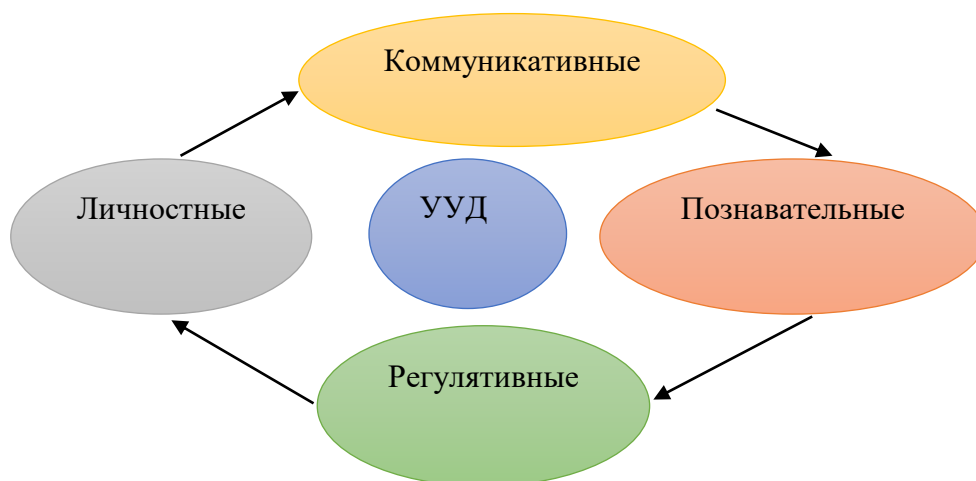 Коммуникативные
Личностные
УУД
Познавательные
Регулятивные